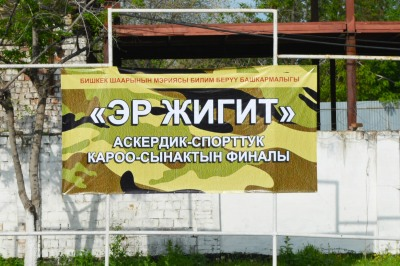 БИШКЕК ШААРЫНЫН МЭРИЯСЫ БИЛИМ БЕРҮҮ БАШКАРМАЛЫГЫ
«ЭР ЖИГИТ»
АСКЕРДИК-СПОРТТУК
КАРОО-СЫНАКТЫН ФИНАЛЫ